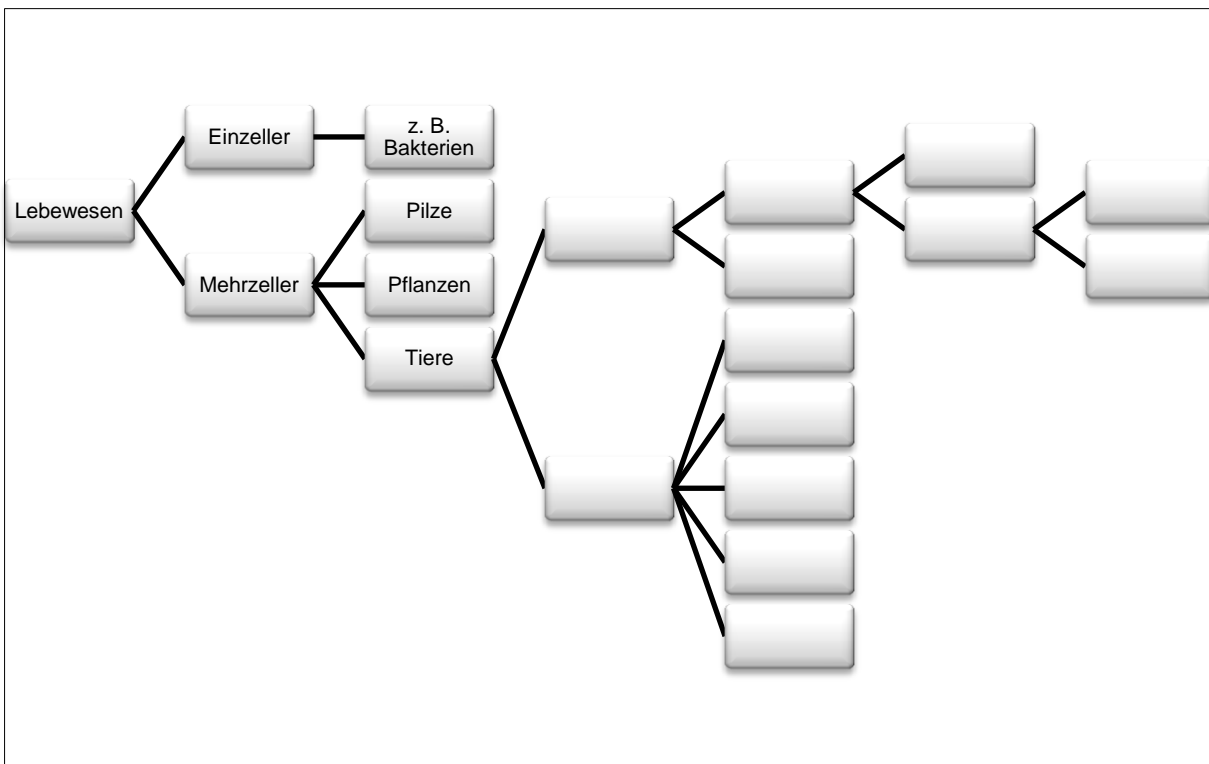 Lebewesen
Einzeller
z. B.
Bakterien
Mehrzeller
Pilze
Pflanzen
Tiere